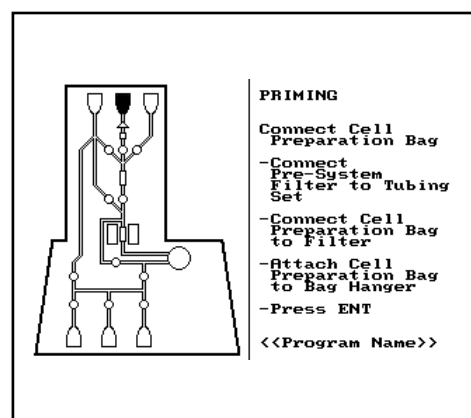 PRIMING
Connect Cell
Preparation Bag
-Connect
Pre-System
Filter to Tubing
Set
-Connect Cell
Preparation Bag
to Filter
-Attach Cell
Preparation Bag
to Bag Hanger
-Press ENT
<<Program Name>>